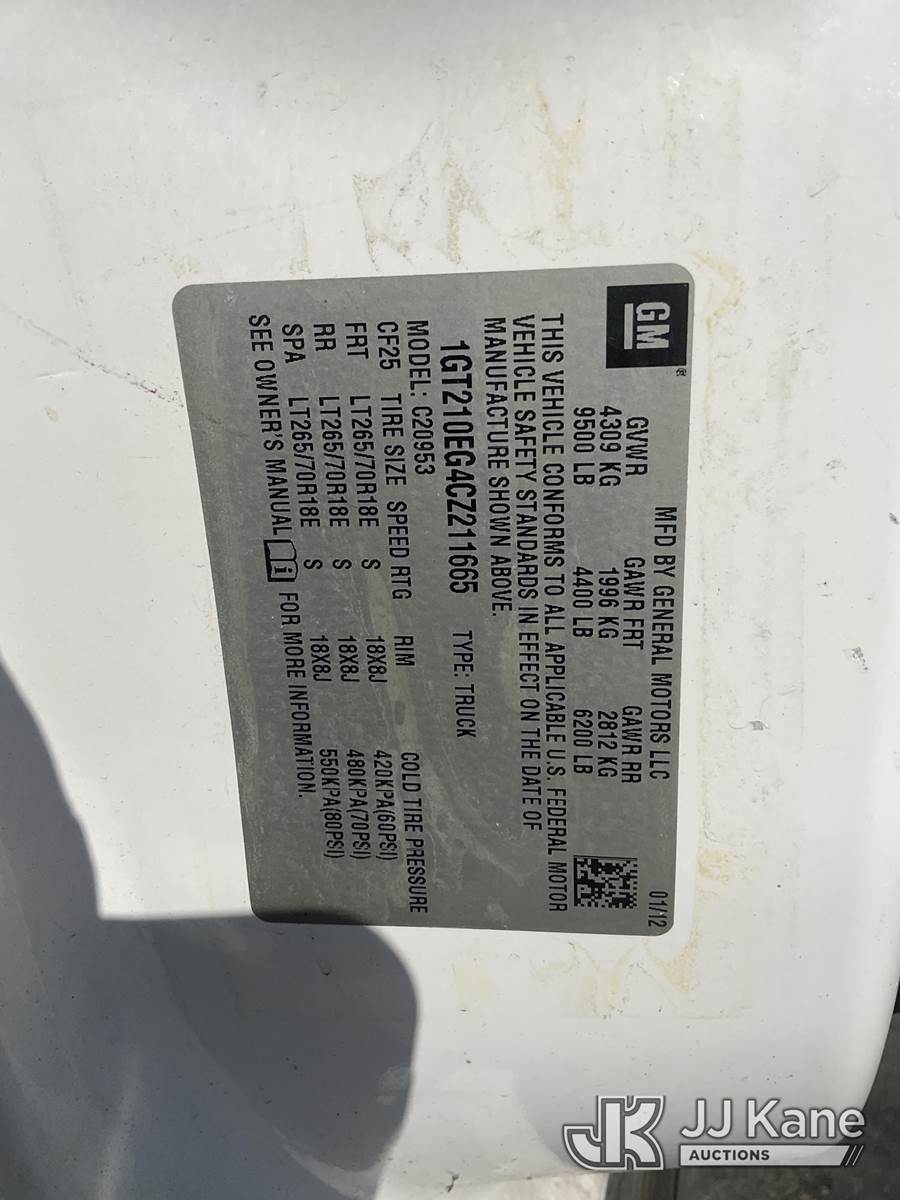 GM ®
MFD BY GENERAL MOTORS LLC 01/12
GVWR GAWR FRT GAWR RR
4309 KG 1996 KG 2812 KG
9500 LB 4400 LB 6200 LB
THIS VEHICLE CONFORMS TO ALL APPLICABLE U.S. FEDERAL MOTOR
VEHICLE SAFETY STANDARDS IN EFFECT ON THE DATE OF
MANUFACTURE SHOWN ABOVE.
1GT210EG4CZ211665 TYPE: TRUCK
MODEL: C20953
CF25 TIRE SIZE SPEED RTG RIM COLD TIRE PRESSURE
FRT LT265/70R18E S 18X8J 420KPA(60PSI)
RR LT265/70R18E S 18X8J 480KPA(70PSI)
SPA LT265/70R18E S 18X8J 550KPA(80PSI)
SEE OWNER'S MANUAL i FOR MORE INFORMATION.
JK JJ Kane
AUCTIONS